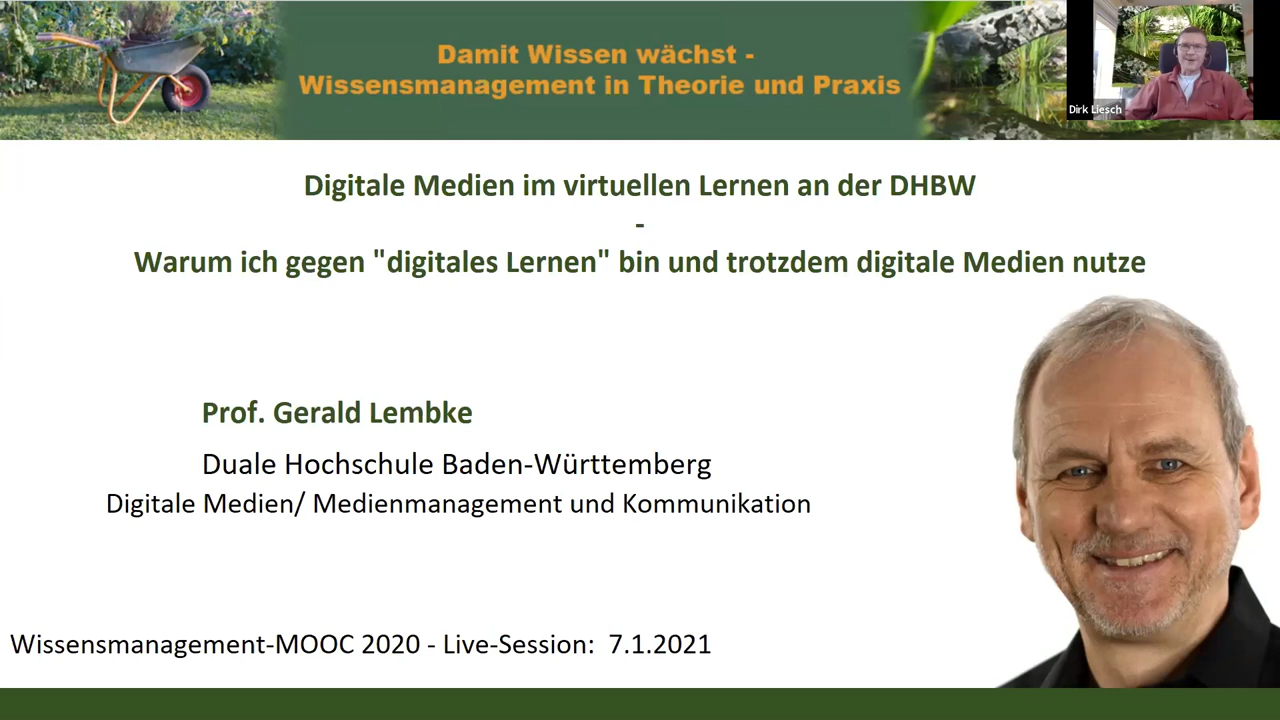 Damit Wissen wächst -
Wissensmanagement in Theorie und Praxis
Dirk Liesch
Digitale Medien im virtuellen Lernen an der DHBW
-
Warum ich gegen "digitales Lernen" bin und trotzdem digitale Medien nutze
Prof. Gerald Lembke
Duale Hochschule Baden-Württemberg
Digitale Medien/ Medienmanagement und Kommunikation
Wissensmanagement-MOOC 2020 - Live-Session: 7.1.2021